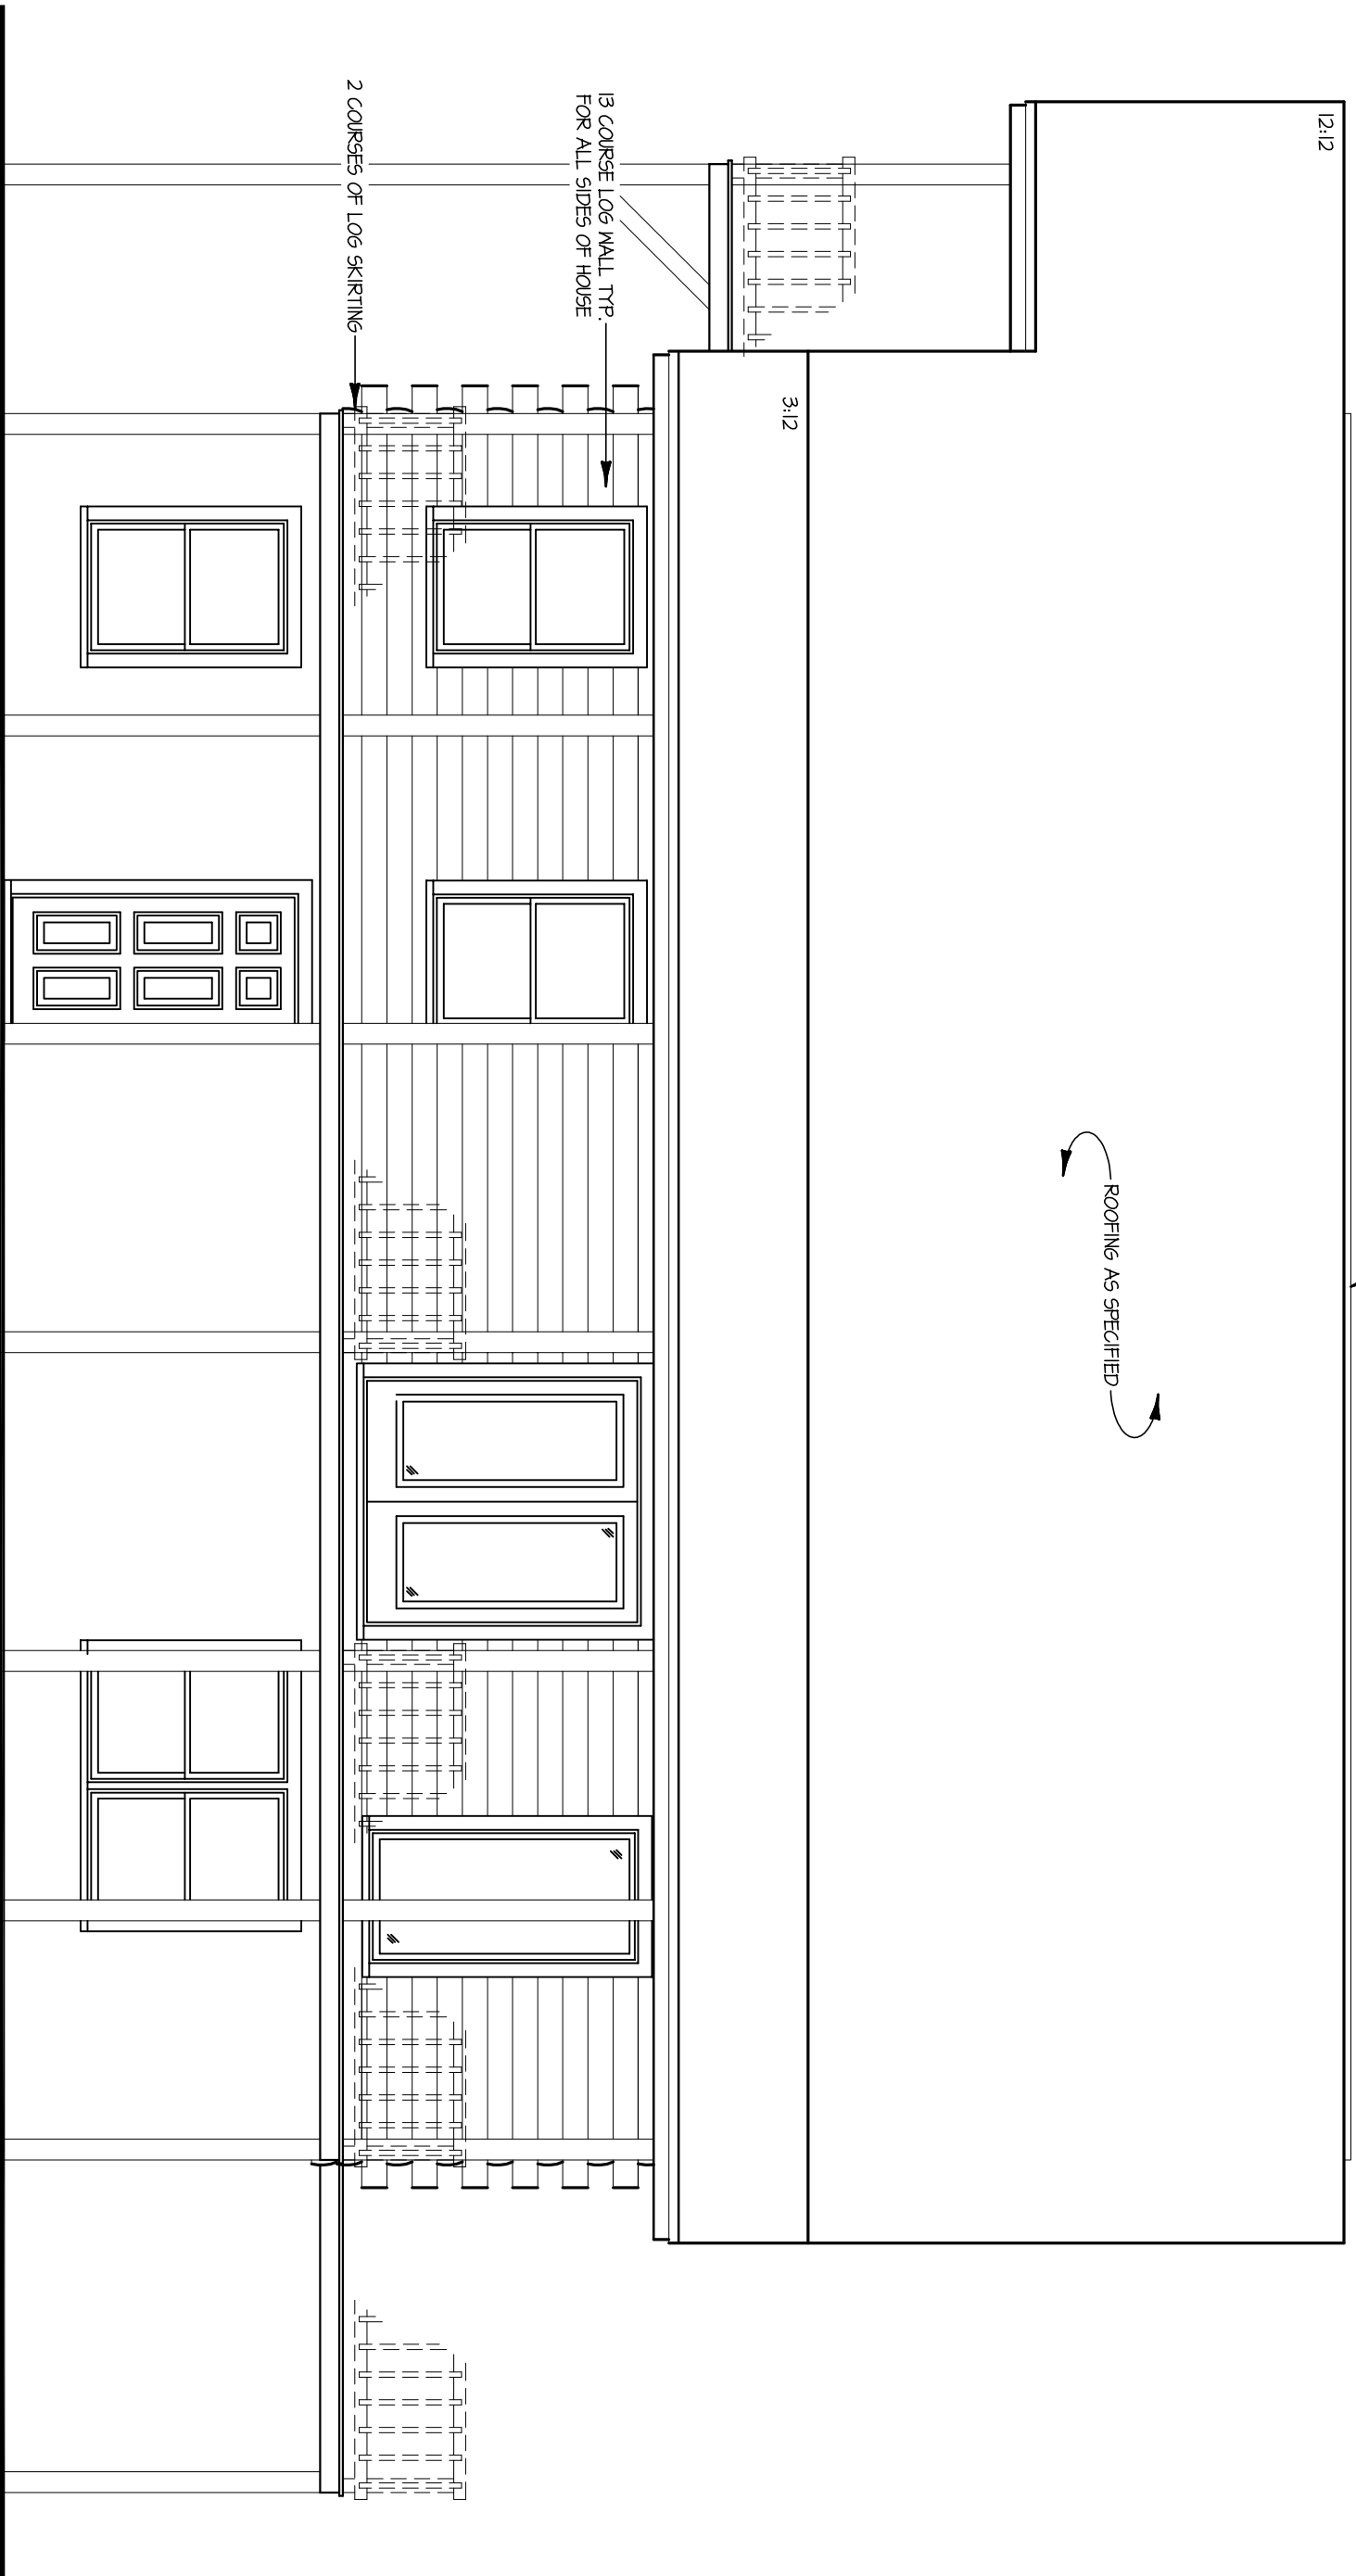 12:12
ROOFING AS SPECIFIED
3:12
13 COURSE LOG WALL TYP.
FOR ALL SIDES OF HOUSE
2 COURSES OF LOG SKIRTING